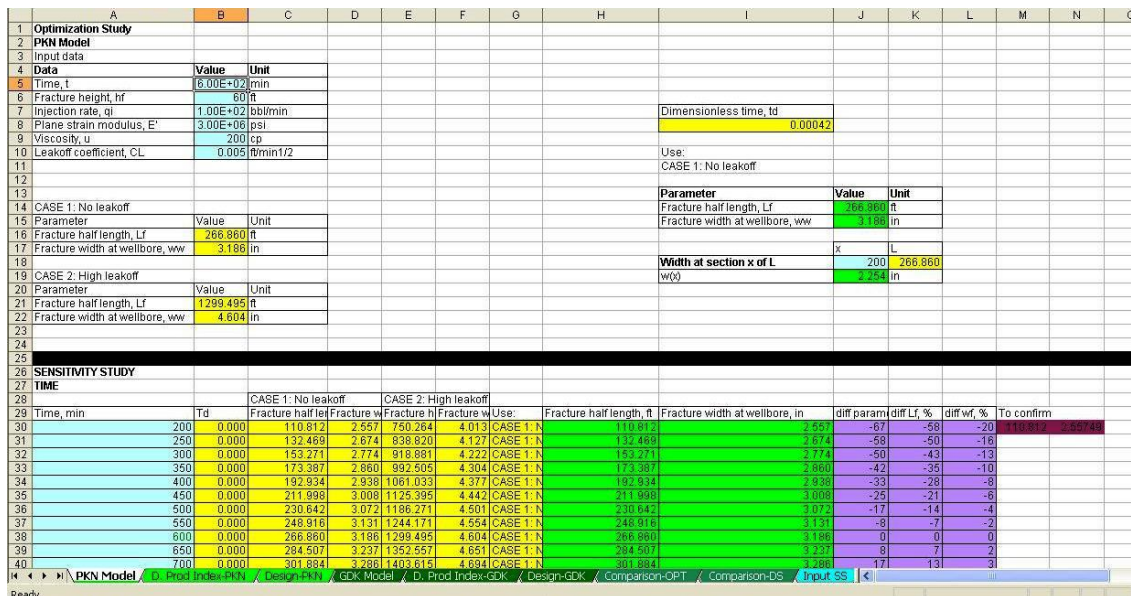 A B C D E F G H I J K L M N
1 Optimization Study
2 PKN Model
3 Input data
4 Data Value Unit
5 Time, t 6.00E+02 min
6 Fracture height, hf 60 ft
7 Injection rate, qi 1.00E+02 bbl/min Dimensionless time, td
8 Plane strain modulus, E' 3.00E+06 psi 0.00042
9 Viscosity, u 200 cp
10 Leakoff coefficient, CL 0.005 ft/min1/2 Use:
11 CASE 1: No leakoff
12
13 Parameter Value Unit
14 CASE 1: No leakoff Fracture half length, Lf 266.860 ft
15 Parameter Value Unit Fracture width at wellbore, ww 3.186 in
16 Fracture half length, Lf 266.860 ft
17 Fracture width at wellbore, ww 3.186 in x L
18 Width at section x of L 200 266.860
19 CASE 2: High leakoff w(x) 2.254 in
20 Parameter Value Unit
21 Fracture half length, Lf 1299.495 ft
22 Fracture width at wellbore, ww 4.604 in
23
24
25
26 SENSITIVITY STUDY
27 TIME
28 CASE 1: No leakoff CASE 2: High leakoff
29 Time, min Td Fracture half ler Fracture w Fracture h Fracture w Use: Fracture half length, ft Fracture width at wellbore, in diff param diff Lf, % diff wf, % To confirm
30 200 0.000 110.812 2.557 750.264 4.013 CASE 1: N 110.812 2.557 -67 -58 -20 110.812 2.55749
31 250 0.000 132.469 2.674 838.820 4.127 CASE 1: N 132.469 2.674 -58 -50 -16
32 300 0.000 153.271 2.774 918.881 4.222 CASE 1: N 153.271 2.774 -50 -43 -13
33 350 0.000 173.387 2.860 992.505 4.304 CASE 1: N 173.387 2.860 -42 -35 -10
34 400 0.000 192.934 2.938 1061.033 4.377 CASE 1: N 192.934 2.938 -33 -28 -8
35 450 0.000 211.998 3.008 1125.395 4.442 CASE 1: N 211.998 3.008 -25 -21 -6
36 500 0.000 230.642 3.072 1186.271 4.501 CASE 1: N 230.642 3.072 -17 -14 -4
37 550 0.000 248.916 3.131 1244.171 4.554 CASE 1: N 248.916 3.131 -8 -7 -2
38 600 0.000 266.860 3.186 1299.495 4.604 CASE 1: N 266.860 3.186 0 0 0
39 650 0.000 284.507 3.237 1352.557 4.651 CASE 1: N 284.507 3.237 8 7 2
40 700 0.000 301.884 3.286 1403.615 4.694 CASE 1: N 301.884 3.286 17 13 3
PKN Model D. Prod Index-PKN Design-PKN GDK Model D. Prod Index-GDK Design-GDK Comparison-OPT Comparison-DS Input SS
Ready